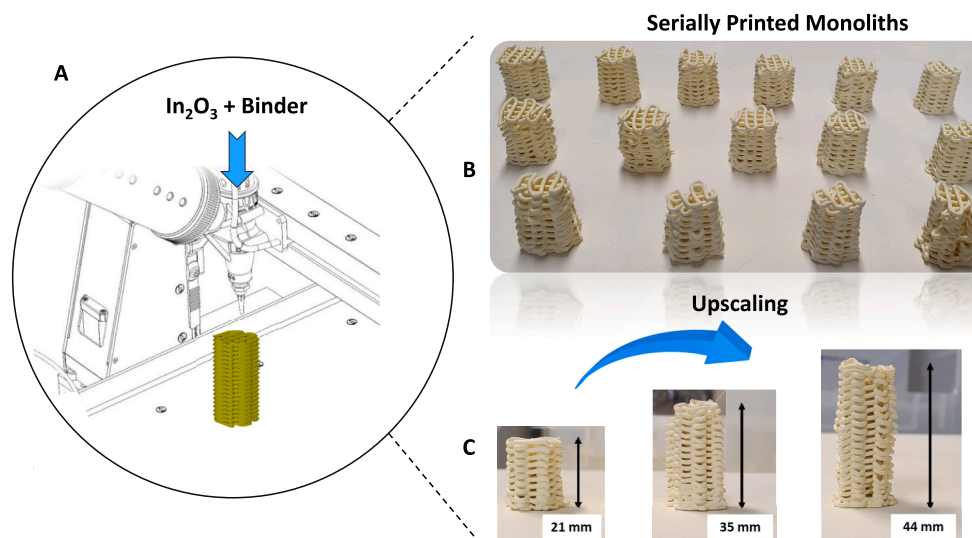 Serially Printed Monoliths
A
In₂O₃ + Binder
B
Upscaling
C
21 mm
35 mm
44 mm